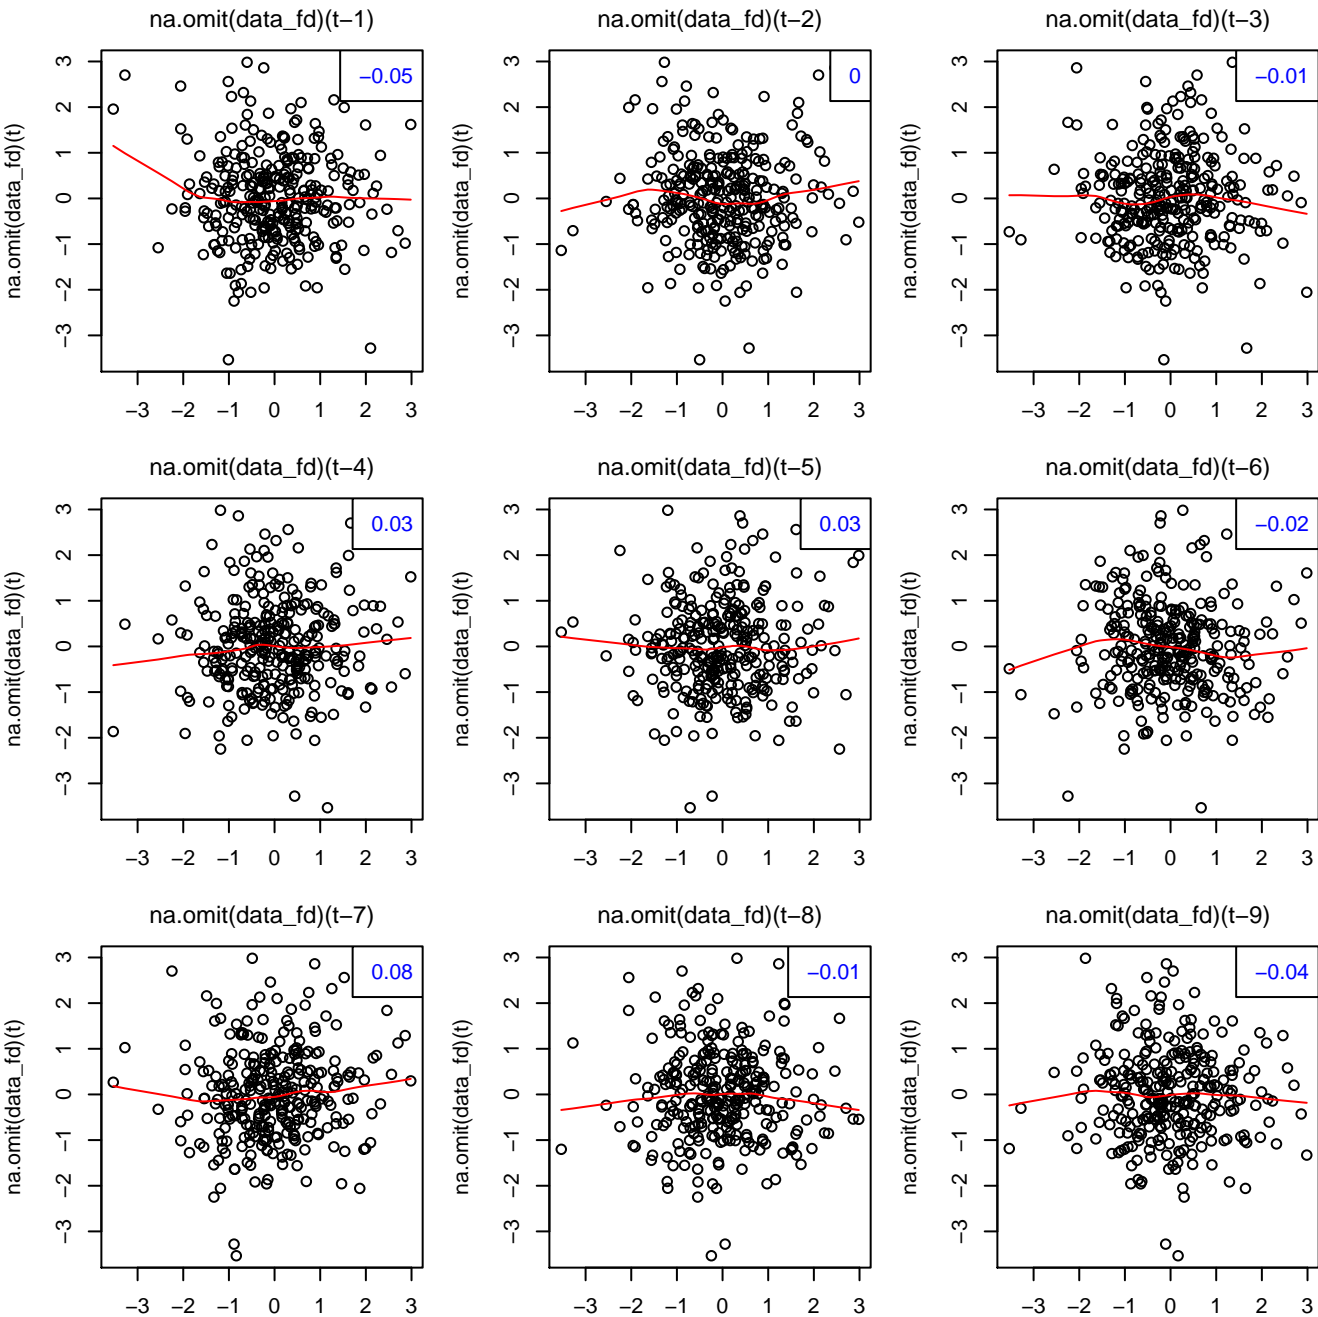 na.omit(data_fd)(t−1)
na.omit(data_fd)(t−2)
na.omit(data_fd)(t−3)
na.omit(data_fd)(t)
3
2
1
0
−1
−2
−3
−0.05
−3 −2 −1 0 1 2 3
na.omit(data_fd)(t)
3
2
1
0
−1
−2
−3
0
−3 −2 −1 0 1 2 3
na.omit(data_fd)(t)
3
2
1
0
−1
−2
−3
−0.01
−3 −2 −1 0 1 2 3
na.omit(data_fd)(t−4)
na.omit(data_fd)(t−5)
na.omit(data_fd)(t−6)
na.omit(data_fd)(t)
3
2
1
0
−1
−2
−3
0.03
−3 −2 −1 0 1 2 3
na.omit(data_fd)(t)
3
2
1
0
−1
−2
−3
0.03
−3 −2 −1 0 1 2 3
na.omit(data_fd)(t)
3
2
1
0
−1
−2
−3
−0.02
−3 −2 −1 0 1 2 3
na.omit(data_fd)(t−7)
na.omit(data_fd)(t−8)
na.omit(data_fd)(t−9)
na.omit(data_fd)(t)
3
2
1
0
−1
−2
−3
0.08
−3 −2 −1 0 1 2 3
na.omit(data_fd)(t)
3
2
1
0
−1
−2
−3
−0.01
−3 −2 −1 0 1 2 3
na.omit(data_fd)(t)
3
2
1
0
−1
−2
−3
−0.04
−3 −2 −1 0 1 2 3